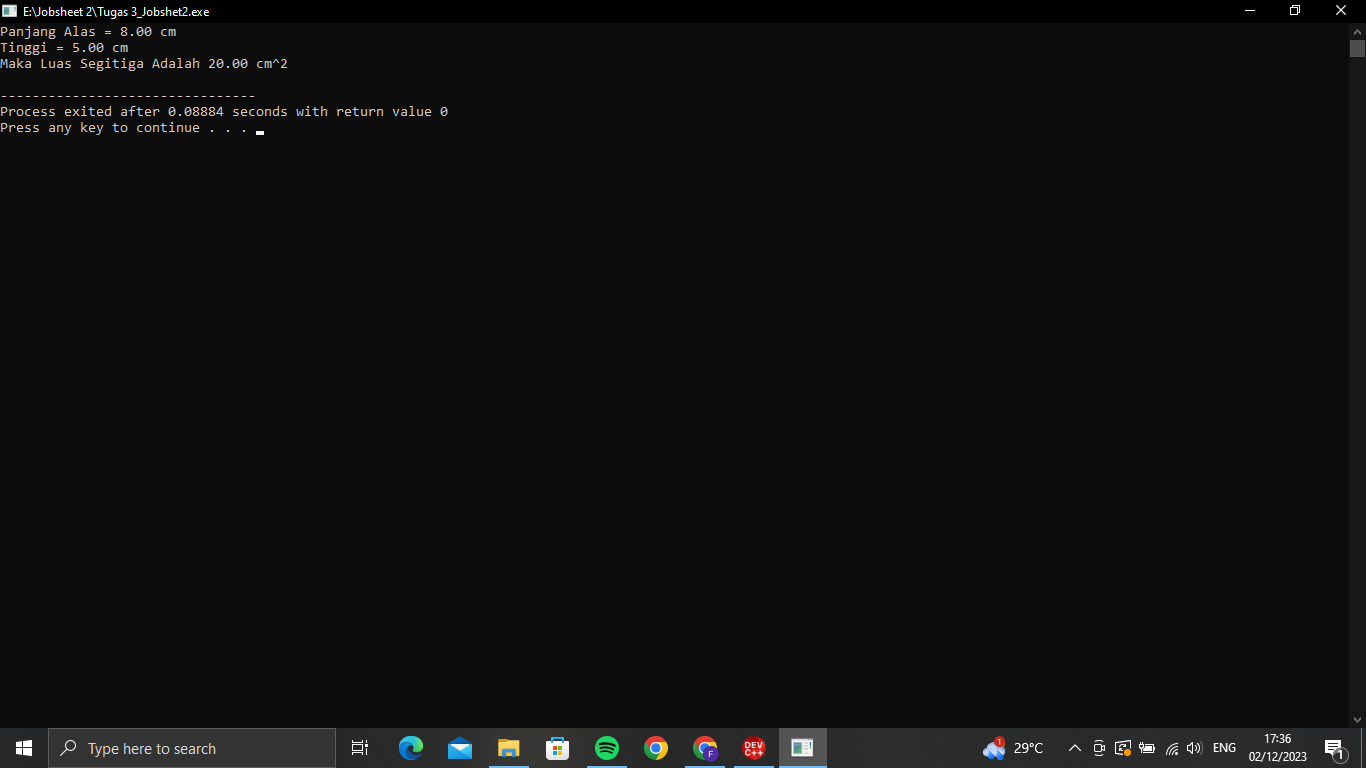 E:\Jobsheet 2\Tugas 3_Jobshet2.exe
Panjang Alas = 8.00 cm
Tinggi = 5.00 cm
Maka Luas Segitiga Adalah 20.00 cm^2
--------------------------------
Process exited after 0.08884 seconds with return value 0
Press any key to continue . . .
Type here to search
DEV
C++
F
1
29°C
ENG
17:36
02/12/2023
1